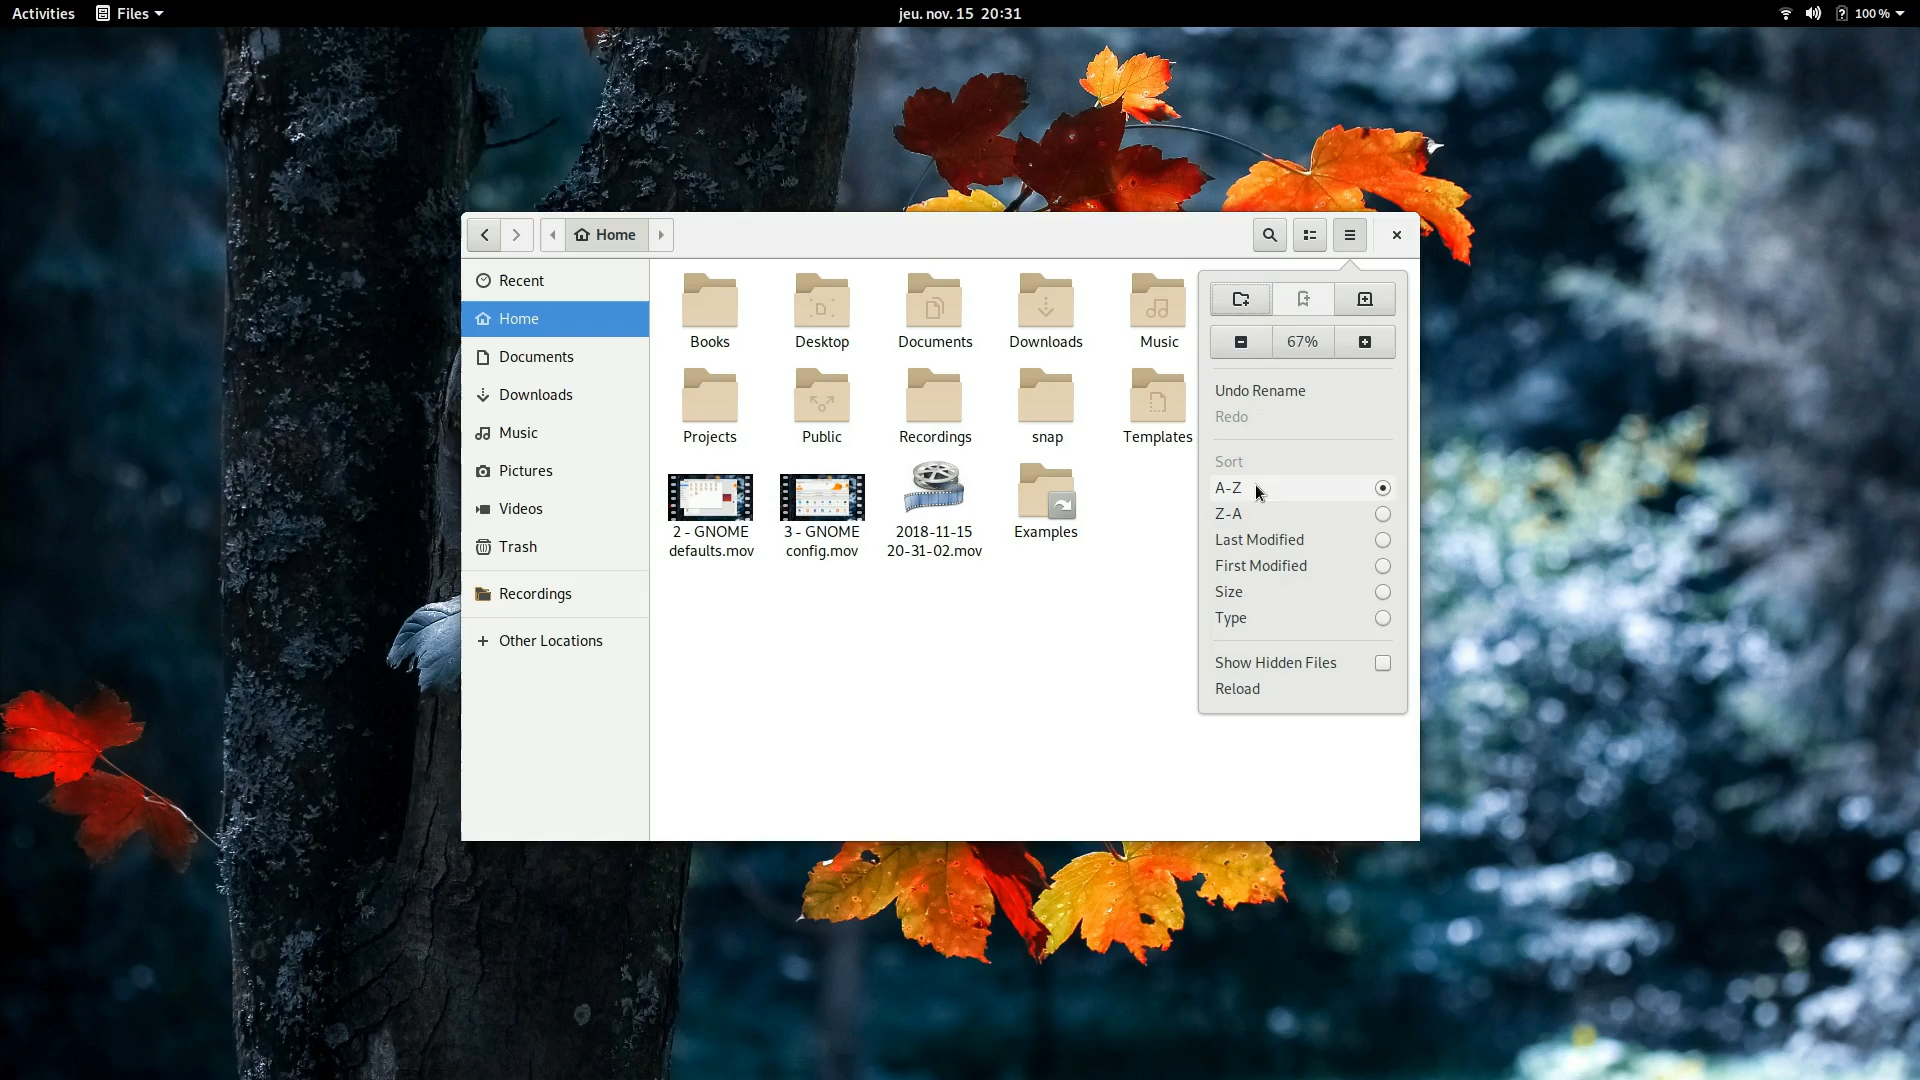 Activities
Files
jeu. nov. 15 20:31
100 %
Home
Recent
Home
Documents
Downloads
Music
Pictures
Videos
Trash
Recordings
Other Locations
Books
Desktop
Documents
Downloads
Music
Projects
Public
Recordings
snap
Templates
2 - GNOME
defaults.mov
3 - GNOME
config.mov
2018-11-15
20-31-02.mov
Examples
67%
Undo Rename
Redo
Sort
A-Z
Z-A
Last Modified
First Modified
Size
Type
Show Hidden Files
Reload